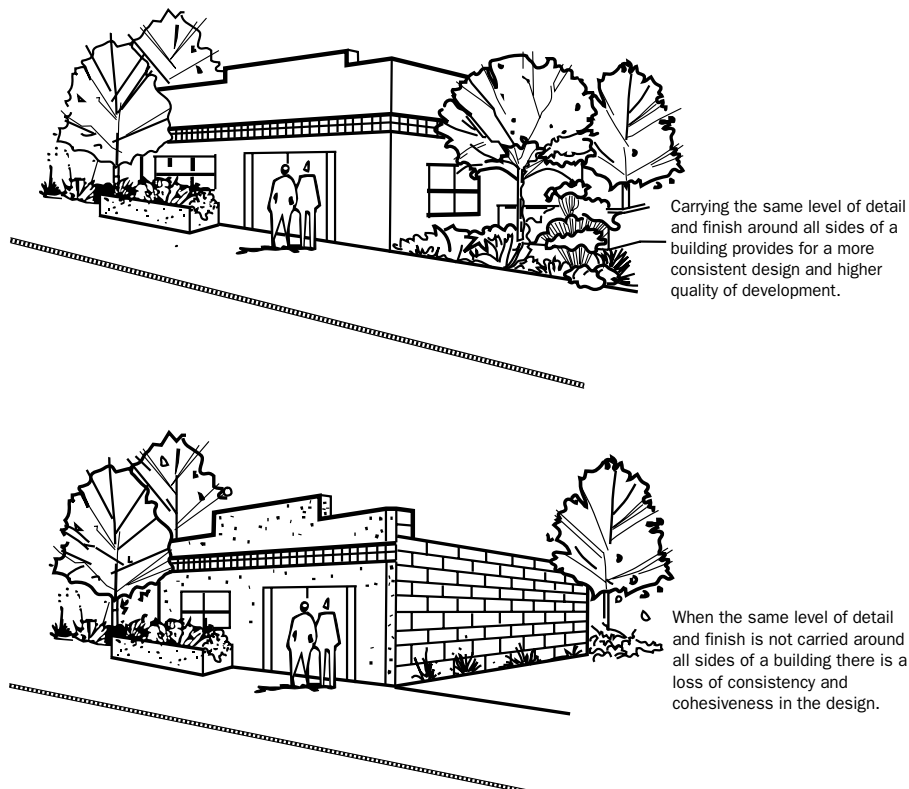 Carrying the same level of detail
and finish around all sides of a
building provides for a more
consistent design and higher
quality of development.
When the same level of detail
and finish is not carried around
all sides of a building there is a
loss of consistency and
cohesiveness in the design.